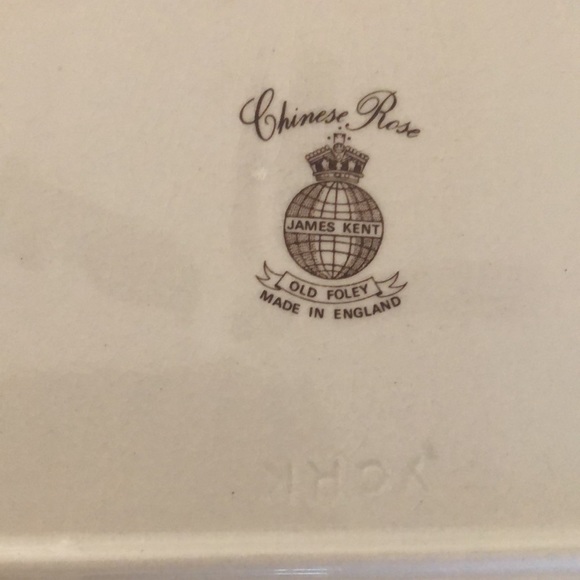 Chinese Rose
JAMES KENT
OLD FOLEY
MADE IN ENGLAND